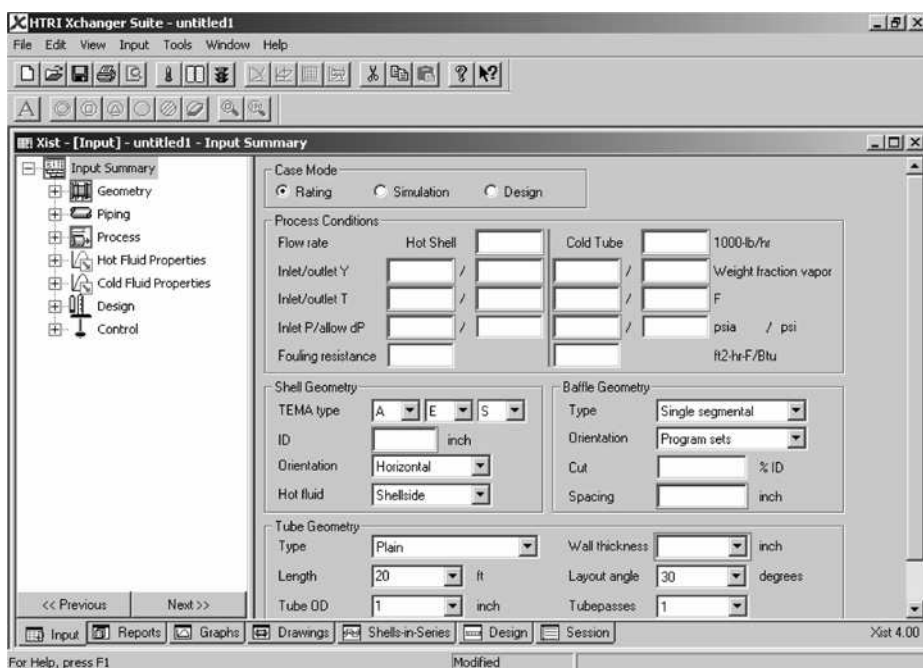 HTRI Xchanger Suite - untitled1
File Edit View Input Tools Window Help
Xist - [Input] - untitled1 - Input Summary
Input Summary
Geometry
Piping
Process
Hot Fluid Properties
Cold Fluid Properties
Design
Control
<< Previous Next >>
Case Mode
Rating Simulation Design
Process Conditions
Flow rate Hot Shell Cold Tube 1000-lb/hr
Inlet/outlet Y / / Weight fraction vapor
Inlet/outlet T / / F
Inlet P/allow dP / / psia / psi
Fouling resistance ft2-hr-F/Btu
Shell Geometry
TEMA type A E S
ID inch
Orientation Horizontal
Hot fluid Shellside
Baffle Geometry
Type Single segmental
Orientation Program sets
Cut % ID
Spacing inch
Tube Geometry
Type Plain Wall thickness inch
Length 20 ft Layout angle 30 degrees
Tube OD 1 inch Tubepasses 1
Input Reports Graphs Drawings Shells-in-Series Design Session Xist 4.00
For Help, press F1 Modified